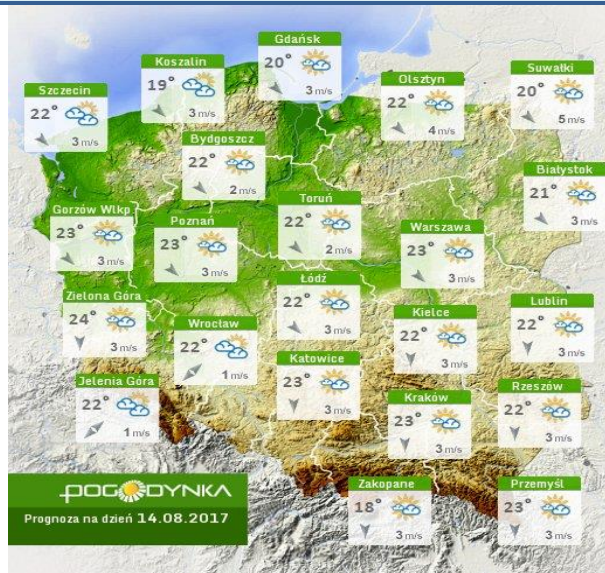 Gdańsk
20°
3 m/s
Koszalin
19°
3 m/s
Suwałki
20°
5 m/s
Olsztyn
22°
4 m/s
Szczecin
22°
3 m/s
Bydgoszcz
22°
2 m/s
Białystok
21°
3 m/s
Toruń
22°
2 m/s
Gorzów Wlkp
23°
3 m/s
Poznań
23°
3 m/s
Warszawa
23°
3 m/s
Łódź
22°
3 m/s
Zielona Góra
24°
3 m/s
Lublin
22°
3 m/s
Kielce
22°
3 m/s
Wrocław
22°
1 m/s
Katowice
23°
3 m/s
Jelenia Góra
22°
1 m/s
Rzeszów
22°
3 m/s
Kraków
23°
3 m/s
Zakopane
18°
3 m/s
Przemyśl
23°
3 m/s
POGODYNKA
Prognoza na dzień 14.08.2017